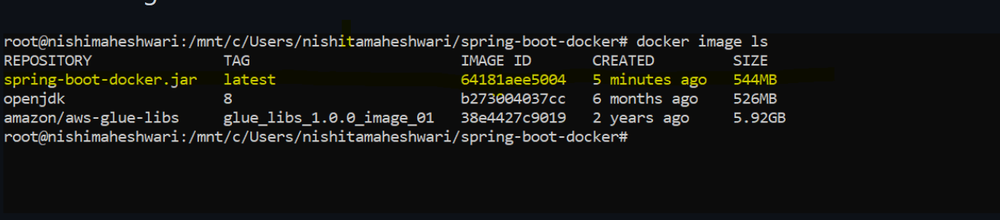 root@nishimaheshwari:/mnt/c/Users/nishitamaheshwari/spring-boot-docker# docker image ls
REPOSITORY TAG IMAGE ID CREATED SIZE
spring-boot-docker.jar latest 64181aee5004 5 minutes ago 544MB
openjdk 8 b273004037cc 6 months ago 526MB
amazon/aws-glue-libs glue_libs_1.0.0_image_01 38e4427c9019 2 years ago 5.92GB
root@nishimaheshwari:/mnt/c/Users/nishitamaheshwari/spring-boot-docker#